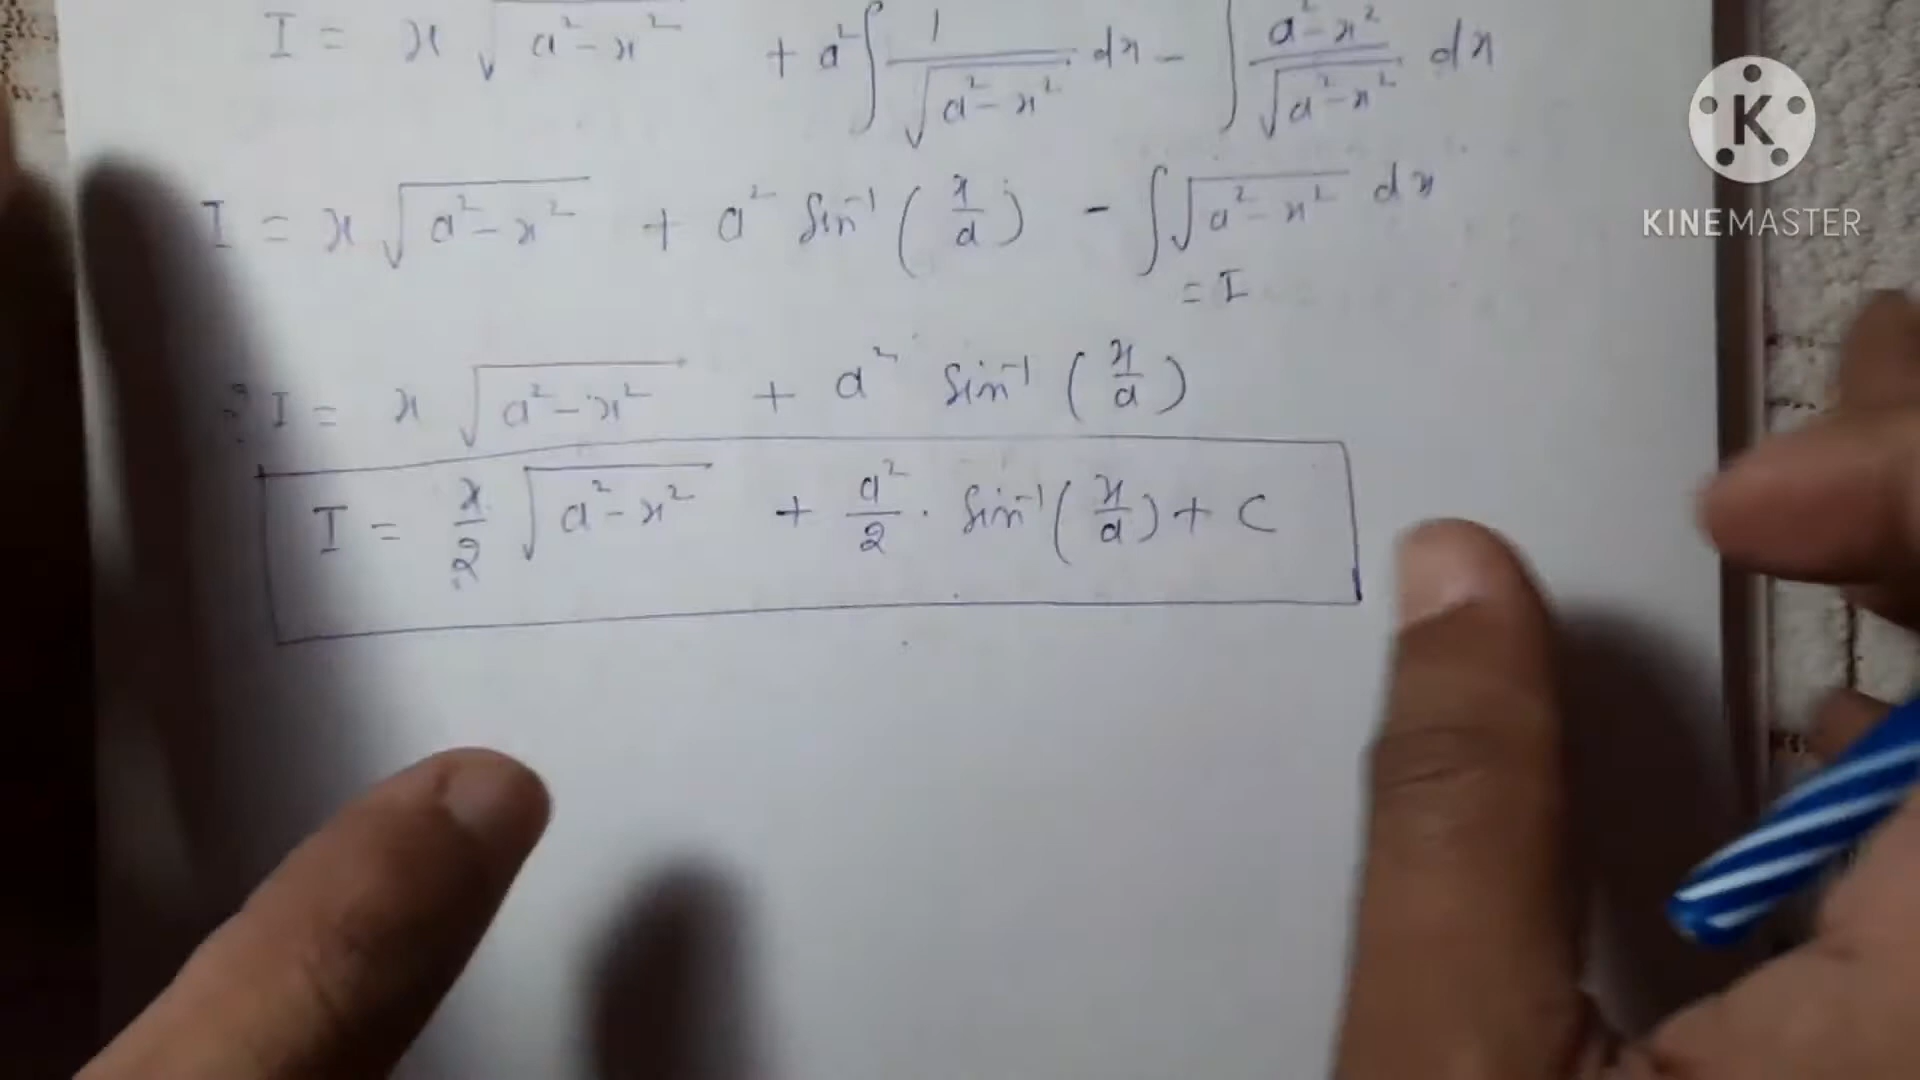 I = x √(a² - x²) + a² ∫ 1/√(a² - x²) dx - ∫ (a² - x²)/√(a² - x²) dx
K
KINEMASTER
I = x √(a² - x²) + a² Sin⁻¹ (x/a) - ∫ √(a² - x²) dx
= I
I = x √(a² - x²) + a² Sin⁻¹ (x/a)
I = x/2 √(a² - x²) + a²/2 . Sin⁻¹ (x/a) + C